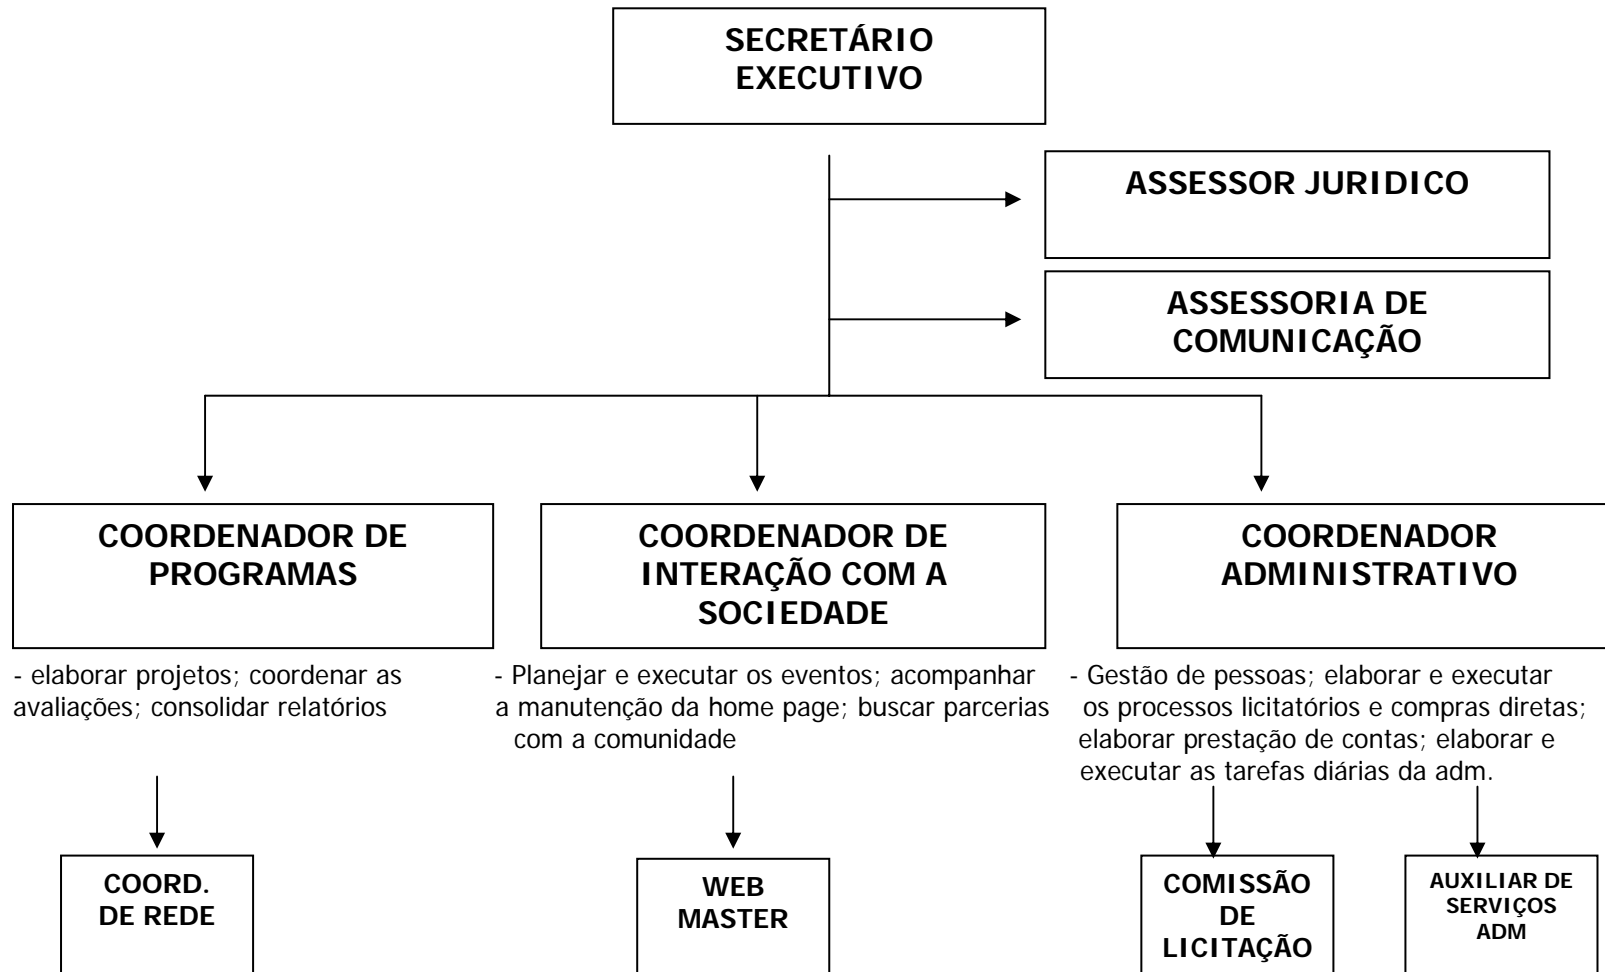 SECRETÁRIO
EXECUTIVO
ASSESSOR JURIDICO
ASSESSORIA DE
COMUNICAÇÃO
COORDENADOR DE
PROGRAMAS
COORDENADOR DE
INTERAÇÃO COM A
SOCIEDADE
COORDENADOR
ADMINISTRATIVO
- elaborar projetos; coordenar as
avaliações; consolidar relatórios
- Planejar e executar os eventos; acompanhar
a manutenção da home page; buscar parcerias
com a comunidade
- Gestão de pessoas; elaborar e executar
os processos licitatórios e compras diretas;
elaborar prestação de contas; elaborar e
executar as tarefas diárias da adm.
COORD.
DE REDE
WEB
MASTER
COMISSÃO
DE
LICITAÇÃO
AUXILIAR DE
SERVIÇOS
ADM